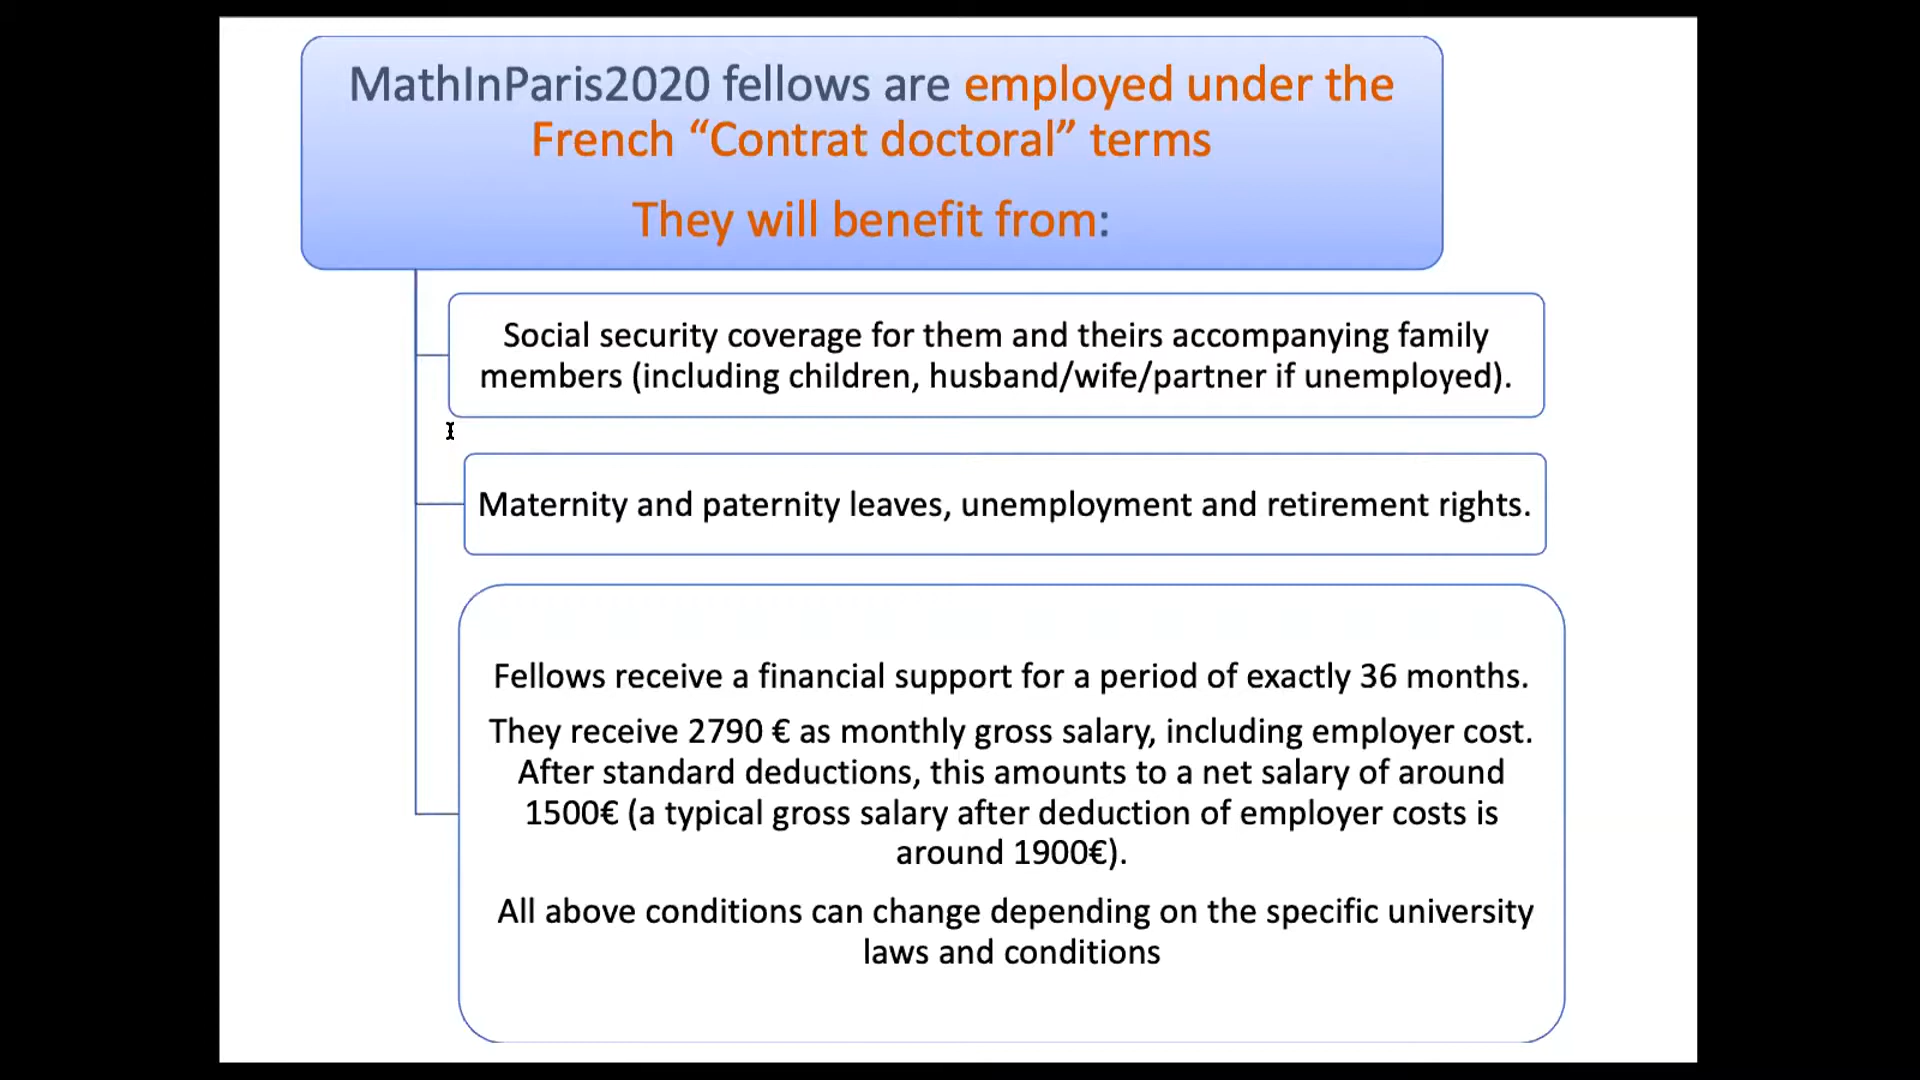 MathInParis2020 fellows are employed under the
French “Contrat doctoral” terms
They will benefit from:
Social security coverage for them and theirs accompanying family
members (including children, husband/wife/partner if unemployed).
Maternity and paternity leaves, unemployment and retirement rights.
Fellows receive a financial support for a period of exactly 36 months.
They receive 2790 € as monthly gross salary, including employer cost.
After standard deductions, this amounts to a net salary of around
1500€ (a typical gross salary after deduction of employer costs is
around 1900€).
All above conditions can change depending on the specific university
laws and conditions